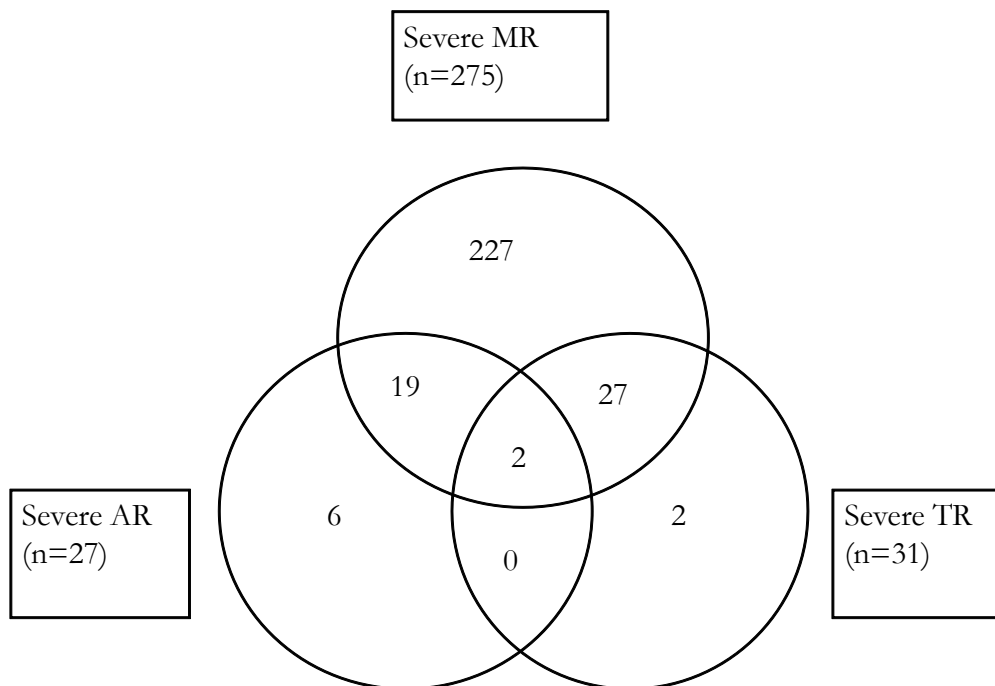 Severe MR
(n=275)
227
19
27
2
Severe AR
(n=27)
6
2
Severe TR
(n=31)
0